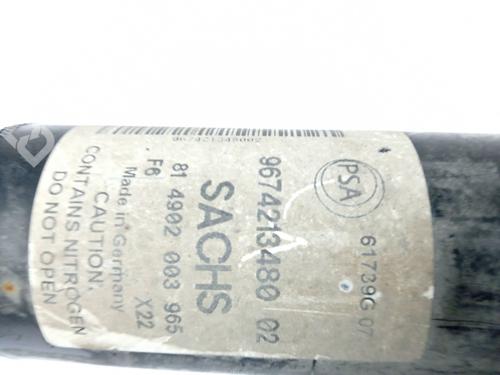 PSA
61739G 07
9674213480 02
SACHS
81 4902 003 965
F6 X22
Made in Germany
CAUTION:
CONTAINS NITROGEN
DO NOT OPEN